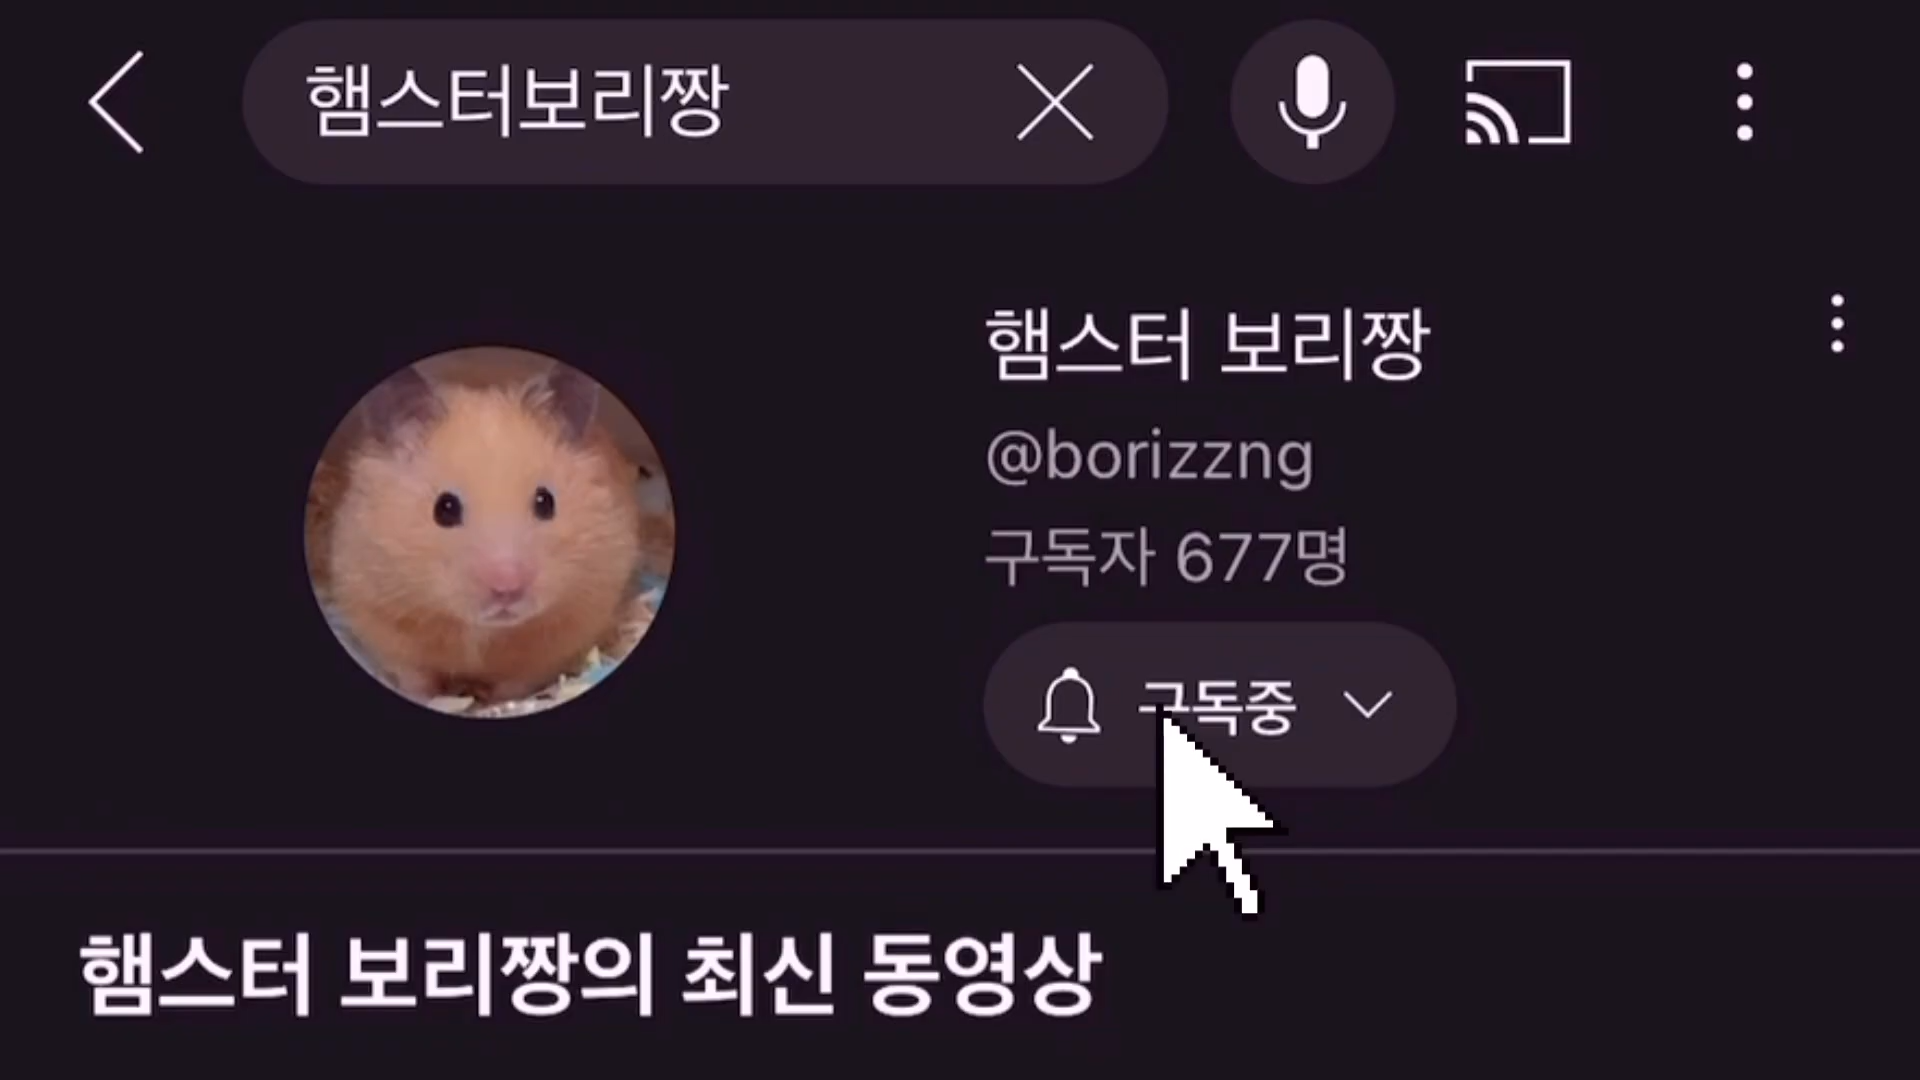 햄스터보리짱
햄스터 보리짱
@borizzng
구독자 677명
구독중
햄스터 보리짱의 최신 동영상